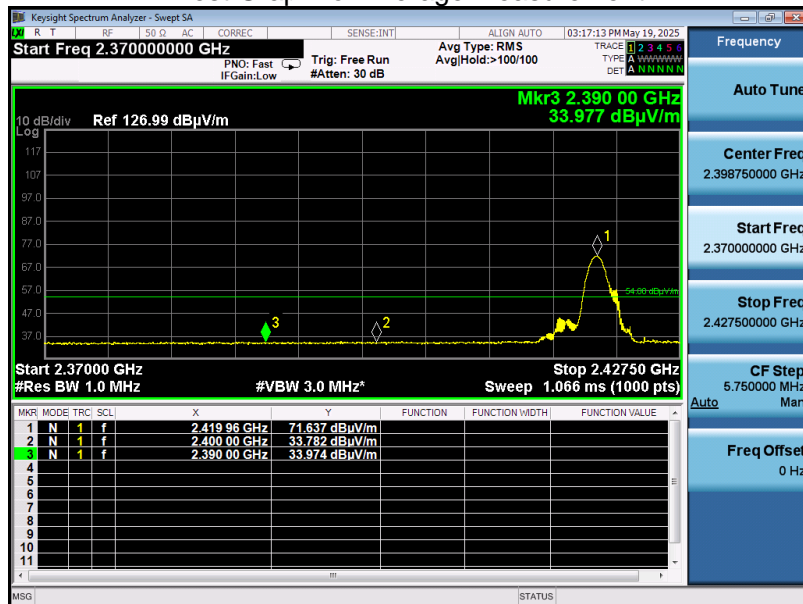 Keysight Spectrum Analyzer - Swept SA
LXI R T RF 50 Ω AC CORREC SENSE:INT ALIGN AUTO 03:17:13 PM May 19, 2025
Start Freq 2.370000000 GHz
PNO: Fast
IFGain:Low
Trig: Free Run
#Atten: 30 dB
Avg Type: RMS
Avg|Hold:>100/100
TRACE 1 2 3 4 5 6
TYPE A WWWWW
DET A N N N N N
Mkr3 2.390 00 GHz
33.977 dBµV/m
10 dB/div Ref 126.99 dBµV/m
Log
117
107
97.0
87.0
77.0
67.0
57.0
47.0
37.0
1
54.00 dBµV/m
3
2
Start 2.37000 GHz Stop 2.42750 GHz
#Res BW 1.0 MHz #VBW 3.0 MHz* Sweep 1.066 ms (1000 pts)
MKR MODE TRC SCL X Y FUNCTION FUNCTION WIDTH FUNCTION VALUE
1 N 1 f 2.419 96 GHz 71.637 dBµV/m
2 N 1 f 2.400 00 GHz 33.782 dBµV/m
3 N 1 f 2.390 00 GHz 33.974 dBµV/m
4
5
6
7
8
9
10
11
MSG STATUS
Frequency
Auto Tune
Center Freq
2.398750000 GHz
Start Freq
2.370000000 GHz
Stop Freq
2.427500000 GHz
CF Step
5.750000 MHz
Auto Man
Freq Offset
0 Hz